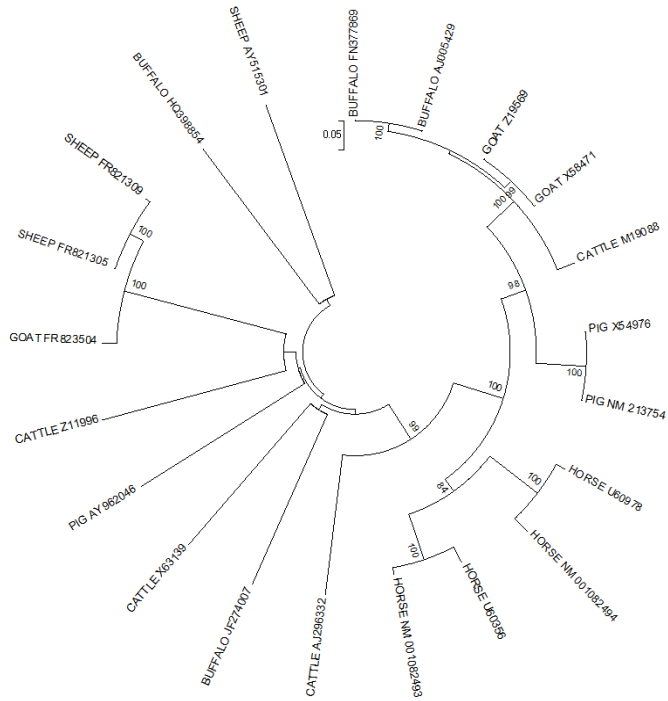 SHEEP AY515301
BUFFALO FN377869
BUFFALO AJ005429
GOAT Z19569
GOAT X58471
CATTLE M19088
PIG X54976
PIG NM 213754
HORSE U60978
HORSE NM 001082494
HORSE U60356
HORSE NM 001082493
CATTLE AJ296332
BUFFALO JF274007
CATTLE X63139
PIG AY962046
CATTLE Z11996
GOAT FR823504
SHEEP FR821305
SHEEP FR821309
BUFFALO HQ398854
0.05
100
99
100
98
100
100
100
84
100
99
100
100